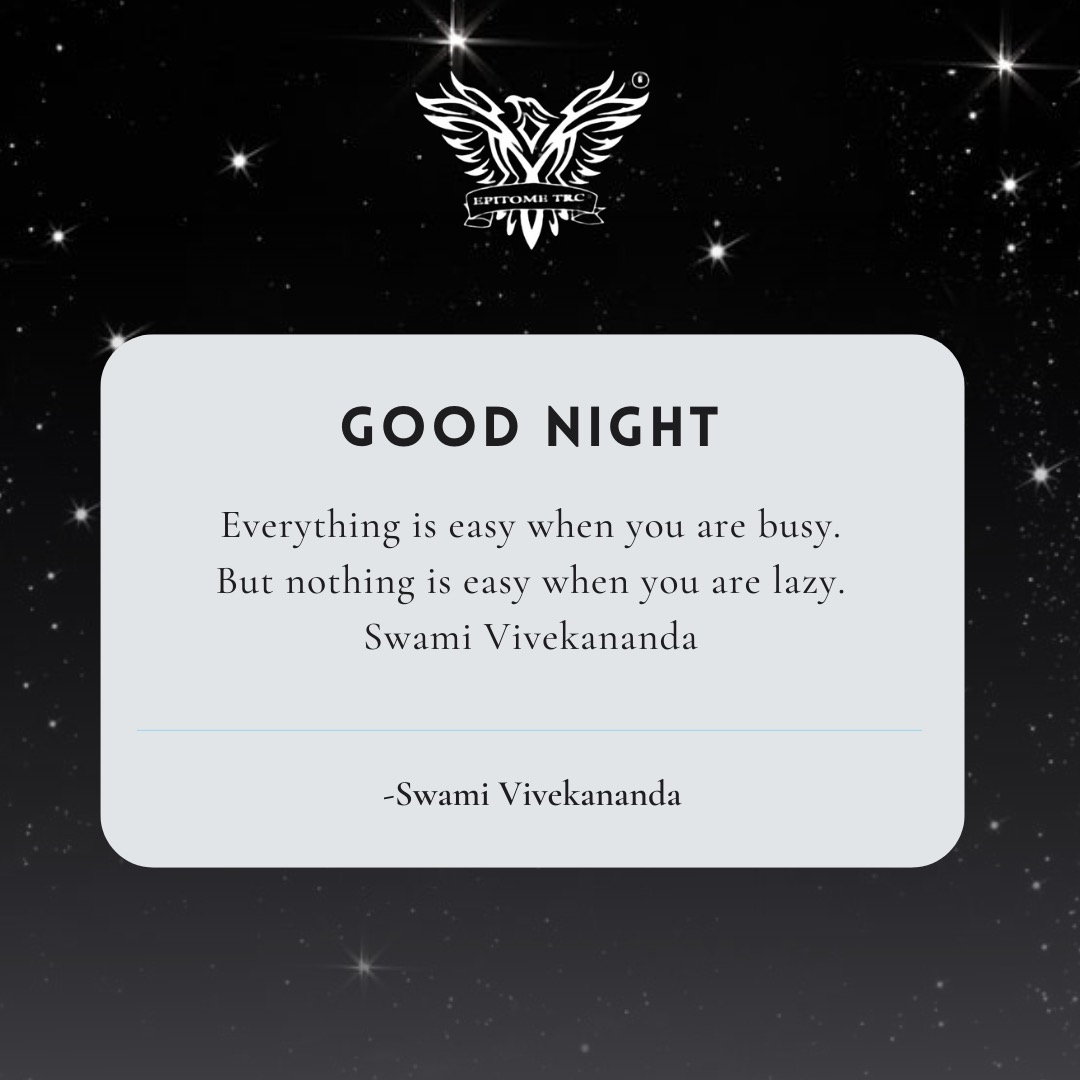 EPITOME TRC
GOOD NIGHT
Everything is easy when you are busy.
But nothing is easy when you are lazy.
Swami Vivekananda
-Swami Vivekananda